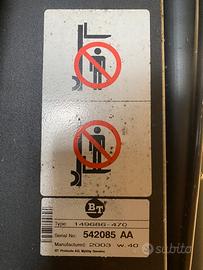 BT
Type: 149686-470
Serial No: 542085 AA
Manufactured: 2003 w.40
BT Products AB, Mjölby Sweden
subito